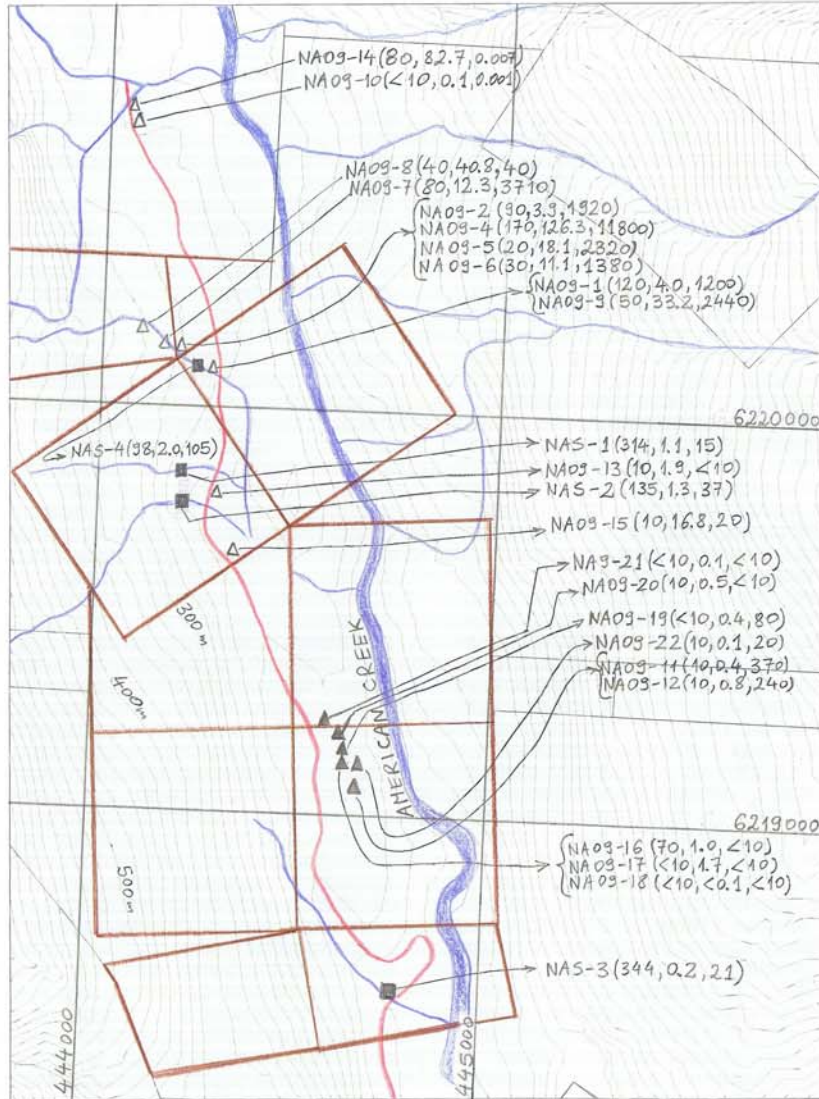 NA09-14(80,82.7,0.007)
NA09-10(<10,0.1,0.001)
NA09-8(40,40.8,40)
NA09-7(80,12.3,3710)
NA09-2(90,3.9,1920)
NA09-4(170,126.3,11800)
NA09-5(20,18.1,2320)
NA09-6(30,11.1,1380)
NA09-1(120,4.0,1200)
NA09-9(50,33.2,2440)
6220000
NAS-4(98,2.0,105)
NAS-1(314,1.1,15)
NA09-13(10,1.9,<10)
NAS-2(135,1.3,37)
NA09-15(10,16.8,20)
NA9-21(<10,0.1,<10)
NA09-20(10,0.5,<10)
NA09-19(<10,0.4,80)
NA09-22(10,0.1,20)
NA09-11(10,0.4,370)
NA09-12(10,0.8,240)
300m
400m
AMERICAN CREEK
6219000
NA09-16(70,1.0,<10)
NA09-17(<10,1.7,<10)
NA09-18(<10,<0.1,<10)
500m
NAS-3(344,0.2,21)
444000
445000